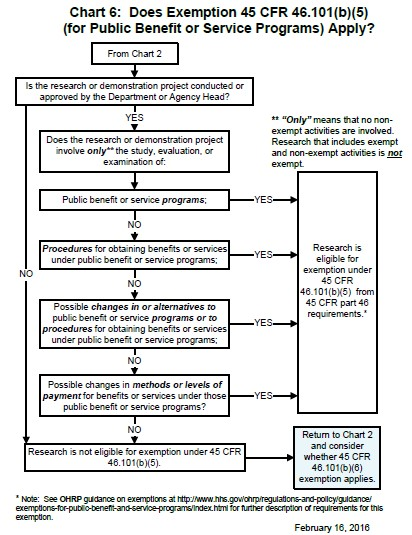 Chart 6: Does Exemption 45 CFR 46.101(b)(5)
(for Public Benefit or Service Programs) Apply?
From Chart 2
Is the research or demonstration project conducted or
approved by the Department or Agency Head?
YES
** “Only” means that no non-
exempt activities are involved.
Research that includes exempt
and non-exempt activities is not
exempt.
Does the research or demonstration project
involve only** the study, evaluation, or
examination of:
Public benefit or service programs;
YES
NO
Procedures for obtaining benefits or services
under public benefit or service programs;
YES
NO
NO
Possible changes in or alternatives to
public benefit or service programs or to
procedures for obtaining benefits or services
under public benefit or service programs;
YES
NO
Possible changes in methods or levels of
payment for benefits or services under those
public benefit or service programs?
YES
NO
Research is
eligible for
exemption under
45 CFR
46.101(b)(5) from
45 CFR part 46
requirements.*
Research is not eligible for exemption under 45 CFR
46.101(b)(5).
Return to Chart 2
and consider
whether 45 CFR
46.101(b)(6)
exemption applies.
* Note: See OHRP guidance on exemptions at http://www.hhs.gov/ohrp/regulations-and-policy/guidance/
exemptions-for-public-benefit-and-service-programs/index.html for further description of requirements for this
exemption.
February 16, 2016